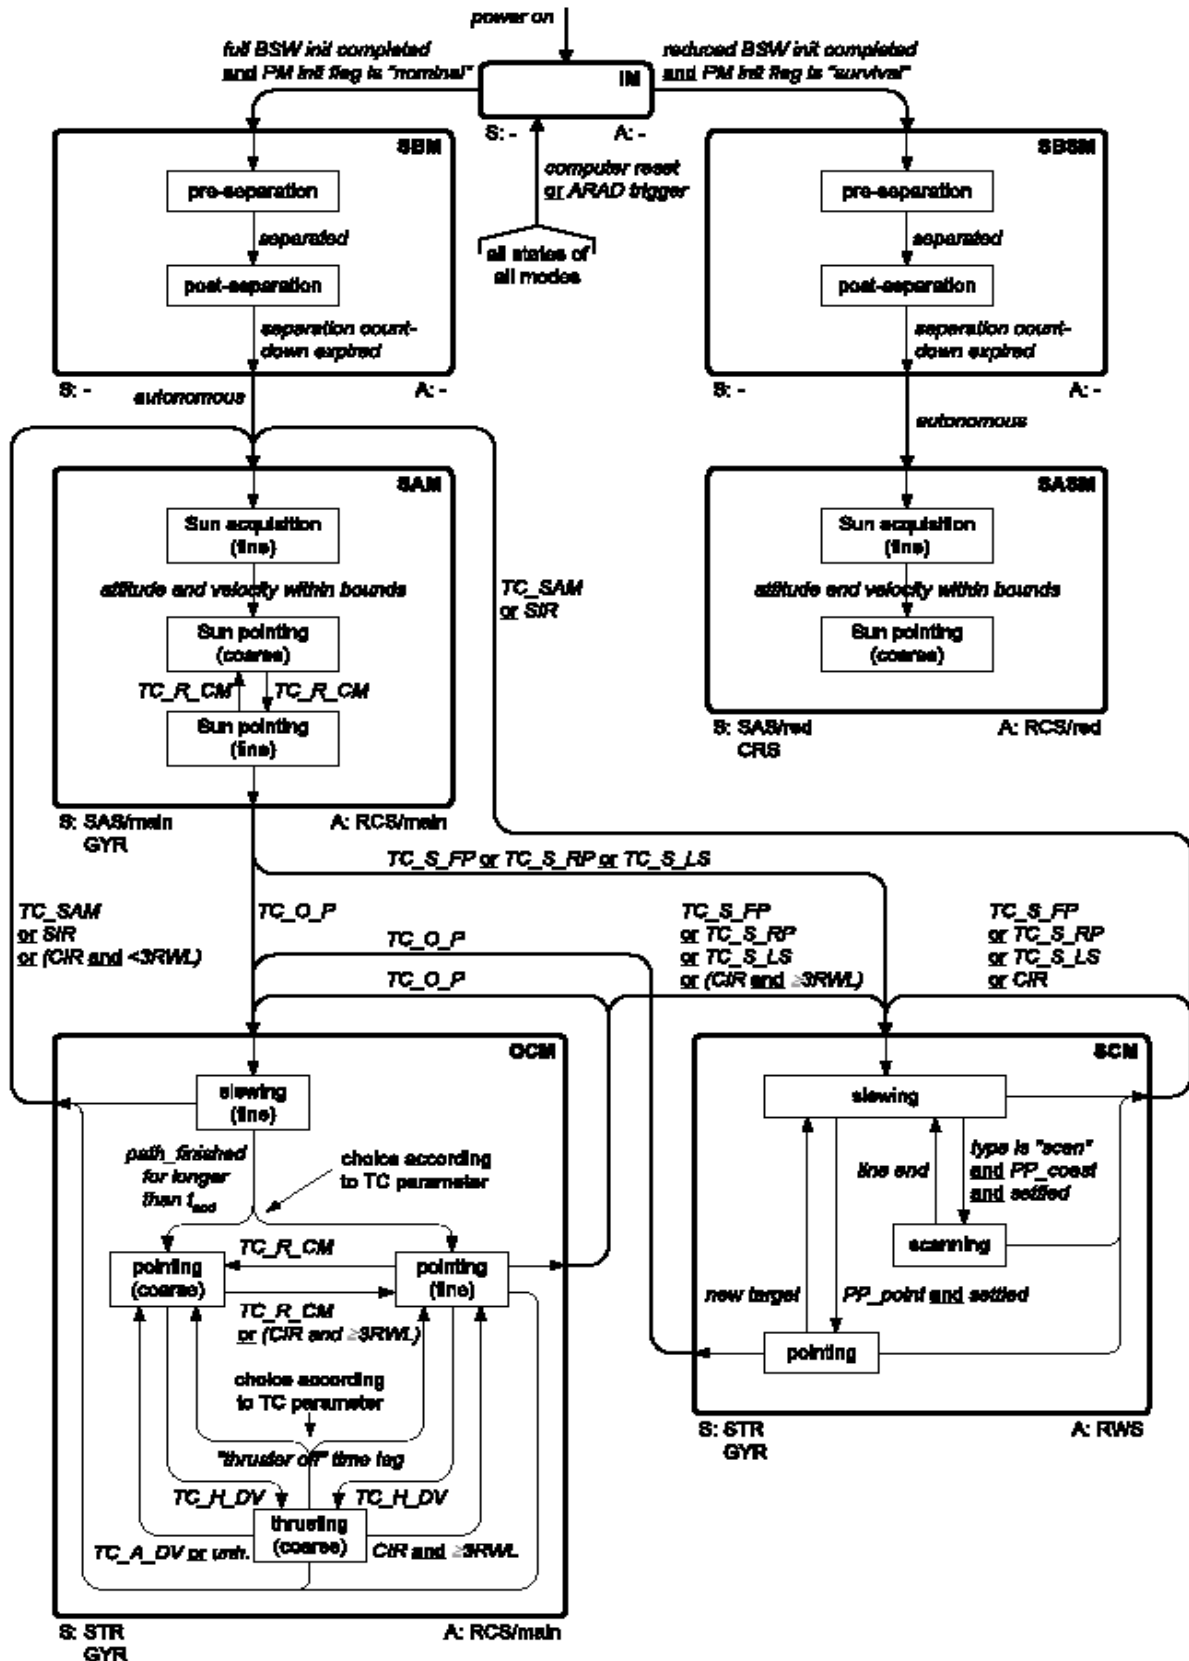 power on
full BSW init completed
and PM init flag is "nominal"
reduced BSW init completed
and PM init flag is "survival"
IM
S: -
A: -
computer reset
or ARAD trigger
all states of
all modes
SBM
pre-separation
separated
post-separation
separation count-
down expired
S: -
A: -
autonomous
SBSM
pre-separation
separated
post-separation
separation count-
down expired
S: -
A: -
autonomous
SAM
Sun acquisition
(fine)
attitude and velocity within bounds
Sun pointing
(coarse)
TC_R_CM
TC_R_CM
Sun pointing
(fine)
S: SAS/main
GYR
A: RCS/main
TC_SAM
or SIR
SASM
Sun acquisition
(fine)
attitude and velocity within bounds
Sun pointing
(coarse)
S: SAS/red
CRS
A: RCS/red
TC_S_FP or TC_S_RP or TC_S_LS
TC_SAM
or SIR
or (CIR and <3RWL)
TC_O_P
TC_O_P
TC_O_P
TC_S_FP
or TC_S_RP
or TC_S_LS
or (CIR and ≥3RWL)
TC_S_FP
or TC_S_RP
or TC_S_LS
or CIR
OCM
slewing
(fine)
path_finished
for longer
than t_acd
choice according
to TC parameter
pointing
(coarse)
TC_R_CM
pointing
(fine)
TC_R_CM
or (CIR and ≥3RWL)
choice according
to TC parameter
"thruster off" time tag
TC_H_DV
TC_H_DV
thrusting
(coarse)
TC_A_DV or unh.
CIR and ≥3RWL
S: STR
GYR
A: RCS/main
SCM
slewing
line end
type is "scan"
and PP_coast
and settled
scanning
new target
PP_point and settled
pointing
S: STR
GYR
A: RWS